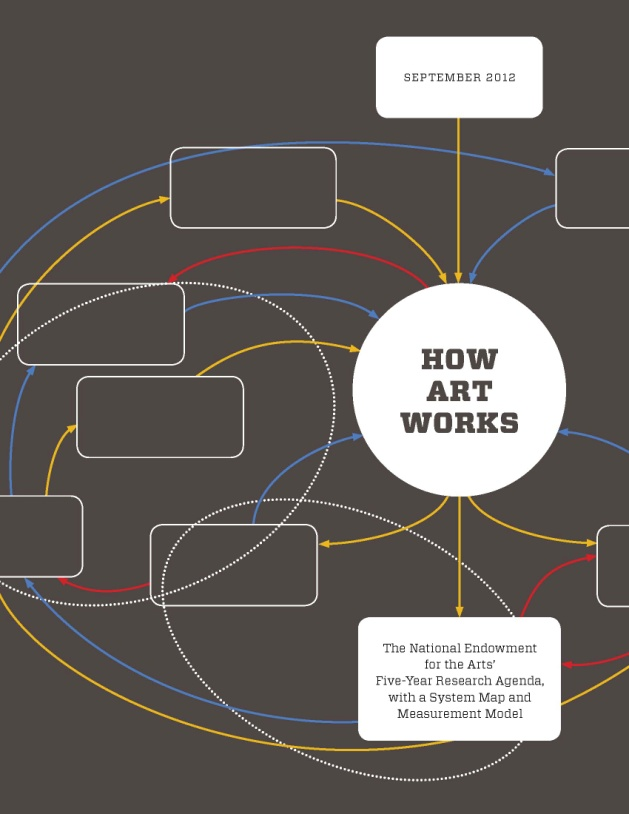 SEPTEMBER 2012
HOW
ART
WORKS
The National Endowment
for the Arts’
Five-Year Research Agenda,
with a System Map and
Measurement Model